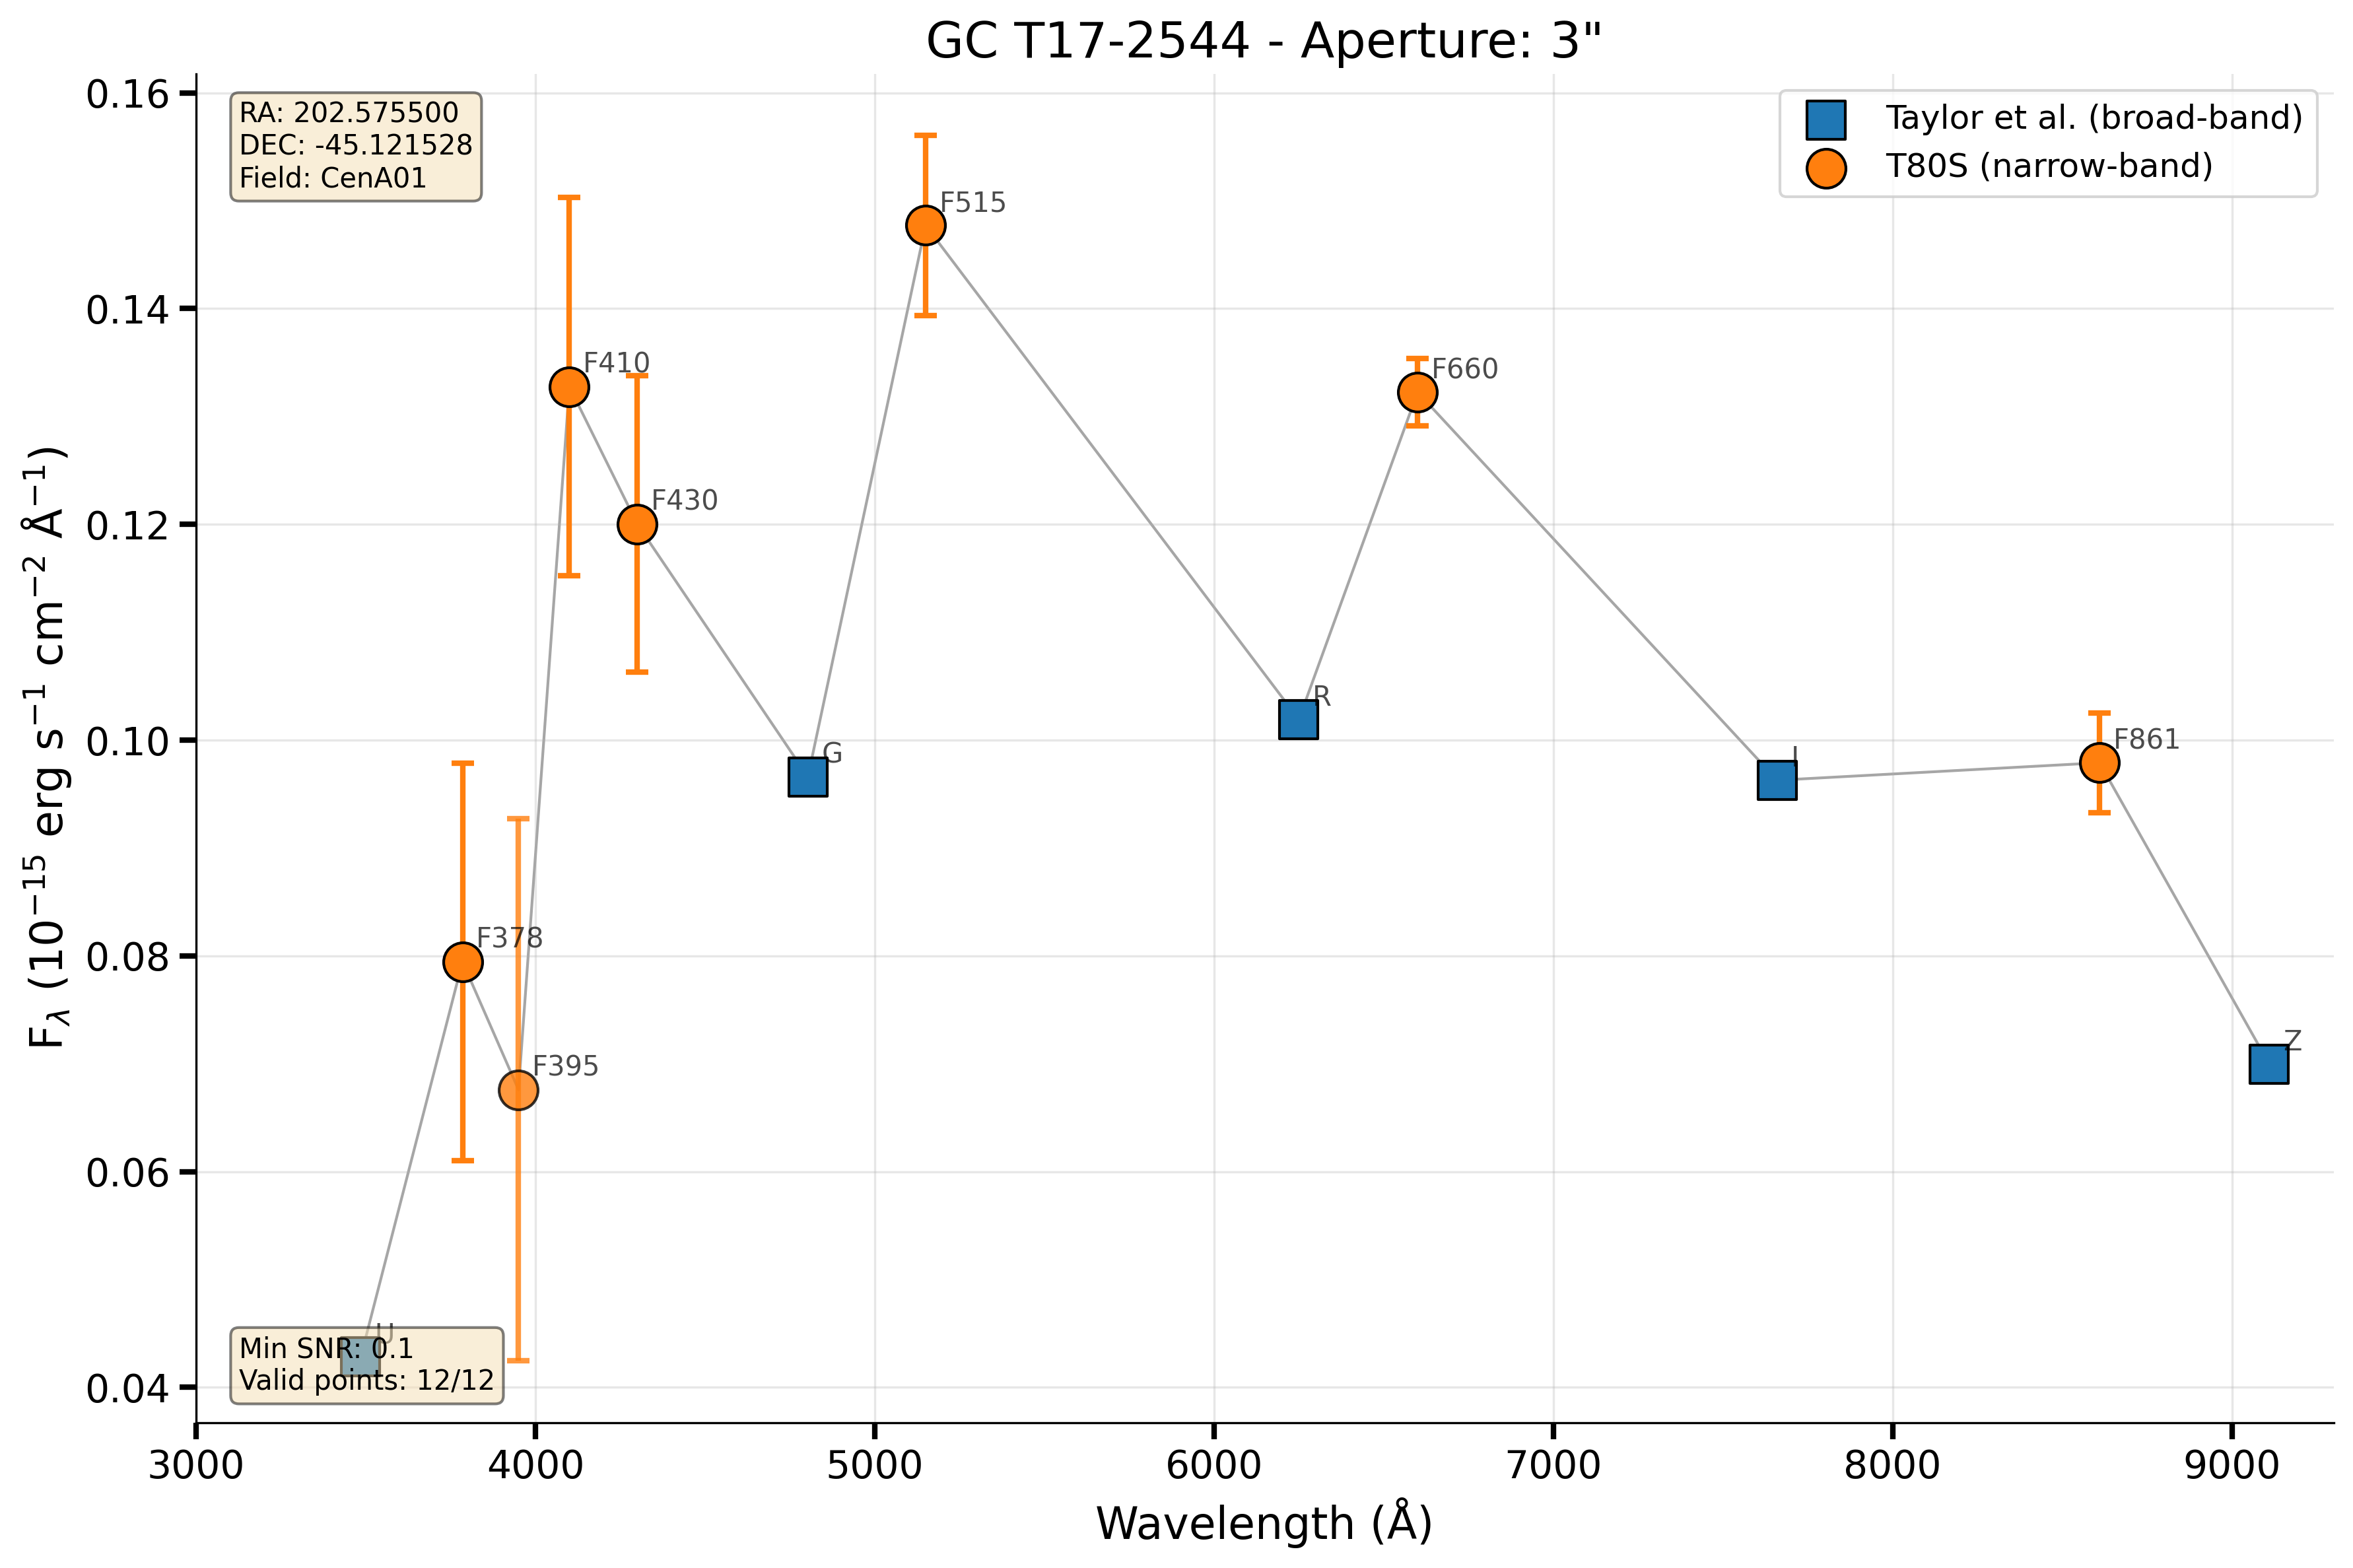 GC T17-2544 - Aperture: 3"
RA: 202.575500
DEC: -45.121528
Field: CenA01
Taylor et al. (broad-band)
T80S (narrow-band)
F515
F410
F660
F430
R
G
I
F861
F378
F395
Z
U
Min SNR: 0.1
Valid points: 12/12
0.16
0.14
0.12
0.10
0.08
0.06
0.04
F_λ (10⁻¹⁵ erg s⁻¹ cm⁻² Å⁻¹)
3000 4000 5000 6000 7000 8000 9000
Wavelength (Å)